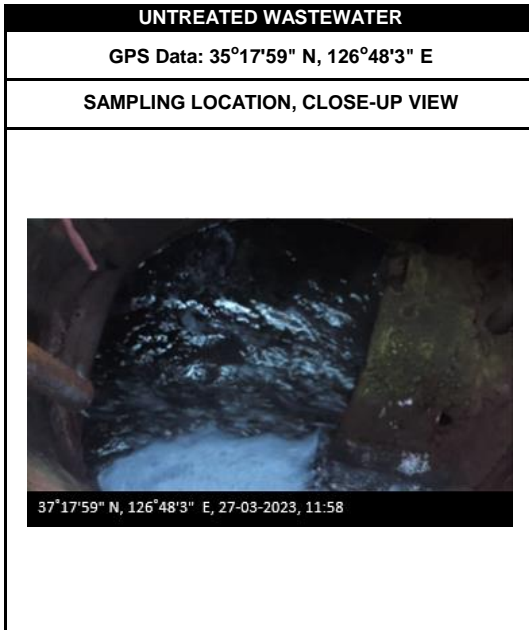 UNTREATED WASTEWATER
GPS Data: 35°17'59" N, 126°48'3" E
SAMPLING LOCATION, CLOSE-UP VIEW
37°17'59" N, 126°48'3" E, 27-03-2023, 11:58